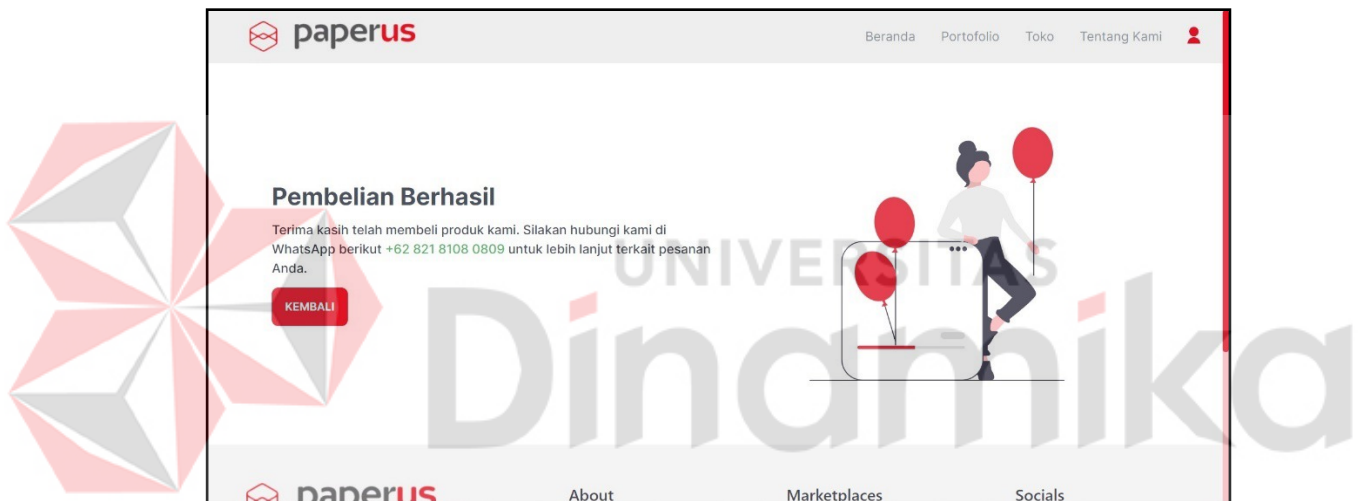 paperus
Beranda Portofolio Toko Tentang Kami
Pembelian Berhasil
Terima kasih telah membeli produk kami. Silakan hubungi kami di
WhatsApp berikut +62 821 8108 0809 untuk lebih lanjut terkait pesanan
Anda.
KEMBALI
UNIVERSITAS
Dinamika
paperus About Marketplaces Socials